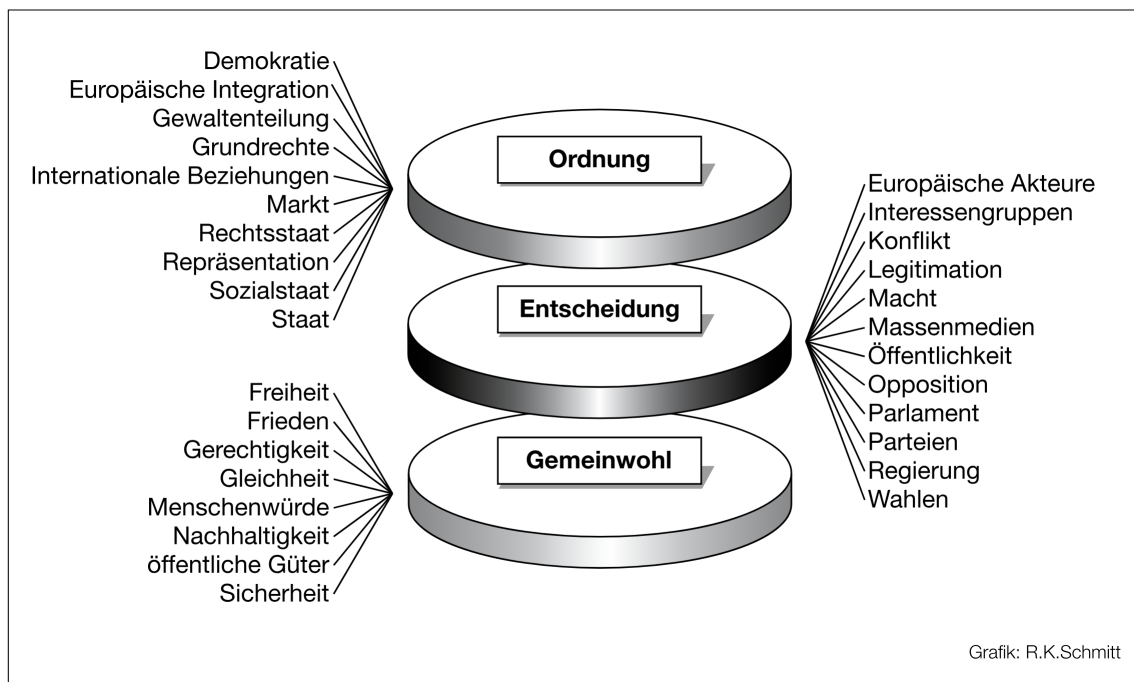 Demokratie
Europäische Integration
Gewaltenteilung
Grundrechte
Internationale Beziehungen
Markt
Rechtsstaat
Repräsentation
Sozialstaat
Staat
Ordnung
Entscheidung
Europäische Akteure
Interessengruppen
Konflikt
Legitimation
Macht
Massenmedien
Öffentlichkeit
Opposition
Parlament
Parteien
Regierung
Wahlen
Freiheit
Frieden
Gerechtigkeit
Gleichheit
Menschenwürde
Nachhaltigkeit
öffentliche Güter
Sicherheit
Gemeinwohl
Grafik: R.K.Schmitt